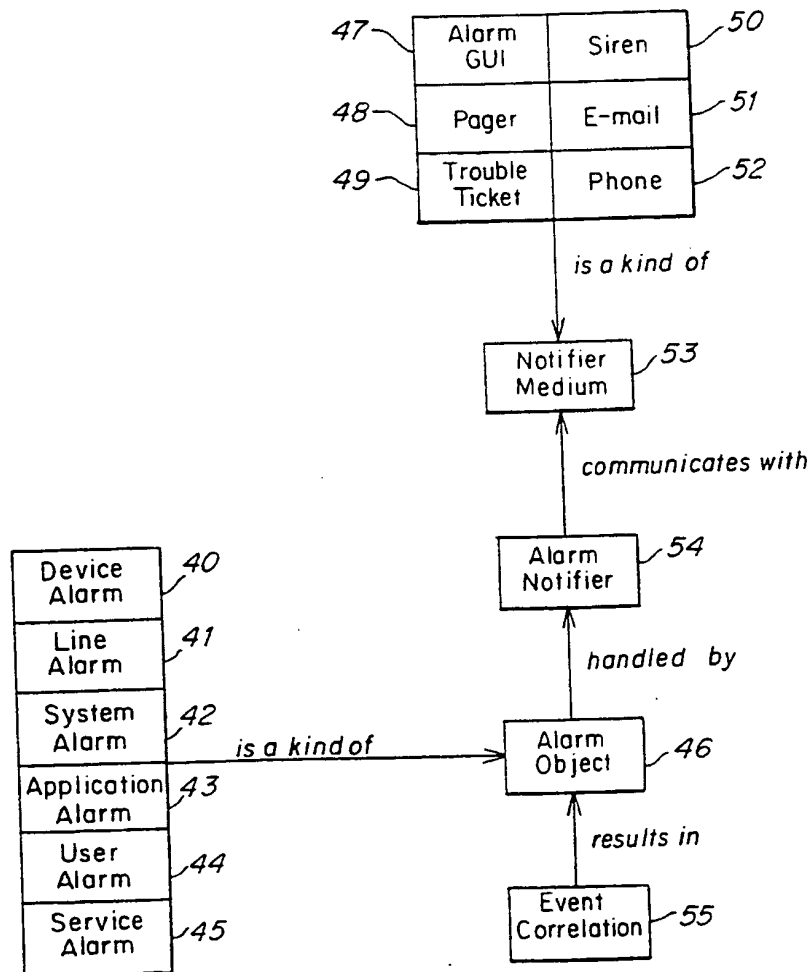 47
Alarm
GUI
Siren
50
48
Pager
E-mail
51
49
Trouble
Ticket
Phone
52
is a kind of
Notifier
Medium
53
communicates with
Alarm
Notifier
54
handled by
Device
Alarm
40
Line
Alarm
41
System
Alarm
42
Application
Alarm
43
User
Alarm
44
Service
Alarm
45
is a kind of
Alarm
Object
46
results in
Event
Correlation
55